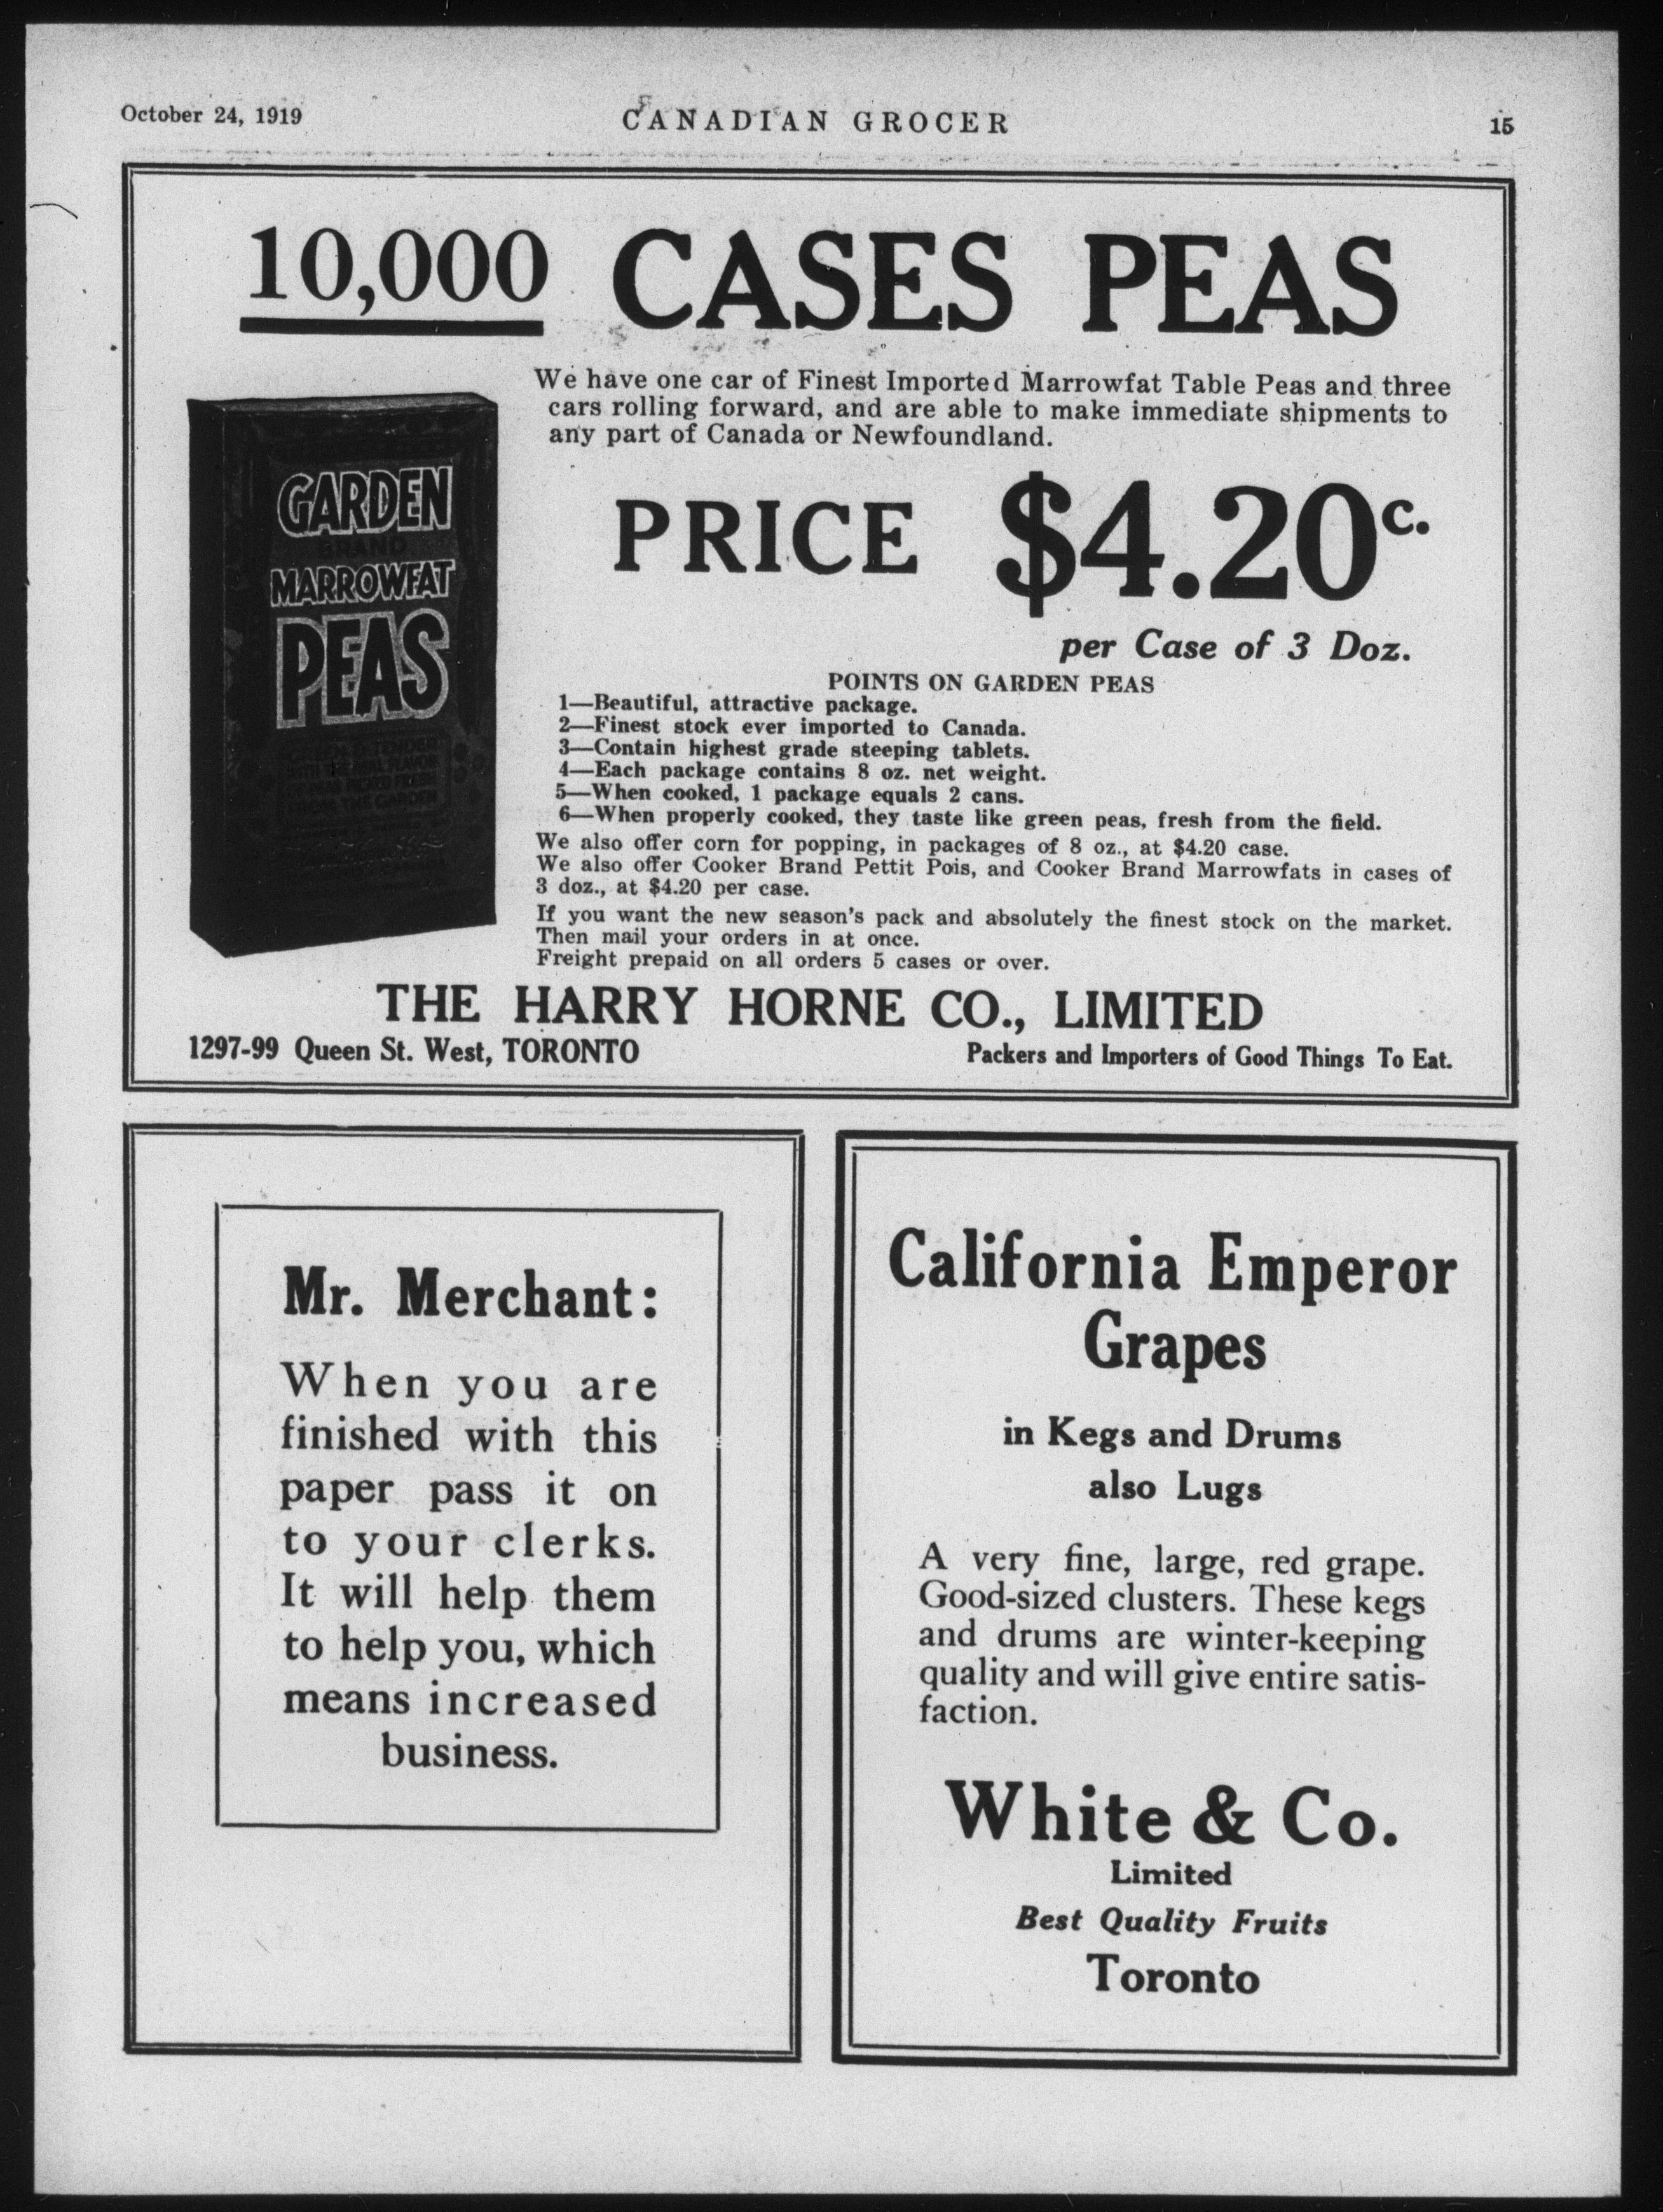 October 24, 1919
CANADIAN GROCER
15
10,000 CASES PEAS
We have one car of Finest Imported Marrowfat Table Peas and three
cars rolling forward, and are able to make immediate shipments to
any part of Canada or Newfoundland.
GARDEN
BRAND
MARROWFAT
PEAS
PRICE $4.20c.
per Case of 3 Doz.
POINTS ON GARDEN PEAS
1—Beautiful, attractive package.
2—Finest stock ever imported to Canada.
3—Contain highest grade steeping tablets.
4—Each package contains 8 oz. net weight.
5—When cooked, 1 package equals 2 cans.
6—When properly cooked, they taste like green peas, fresh from the field.
We also offer corn for popping, in packages of 8 oz., at $4.20 case.
We also offer Cooker Brand Pettit Pois, and Cooker Brand Marrowfats in cases of
3 doz., at $4.20 per case.
If you want the new season's pack and absolutely the finest stock on the market.
Then mail your orders in at once.
Freight prepaid on all orders 5 cases or over.
THE HARRY HORNE CO., LIMITED
1297-99 Queen St. West, TORONTO
Packers and Importers of Good Things To Eat.
Mr. Merchant:
When you are
finished with this
paper pass it on
to your clerks.
It will help them
to help you, which
means increased
business.
California Emperor
Grapes
in Kegs and Drums
also Lugs
A very fine, large, red grape.
Good-sized clusters. These kegs
and drums are winter-keeping
quality and will give entire satis-
faction.
White & Co.
Limited
Best Quality Fruits
Toronto